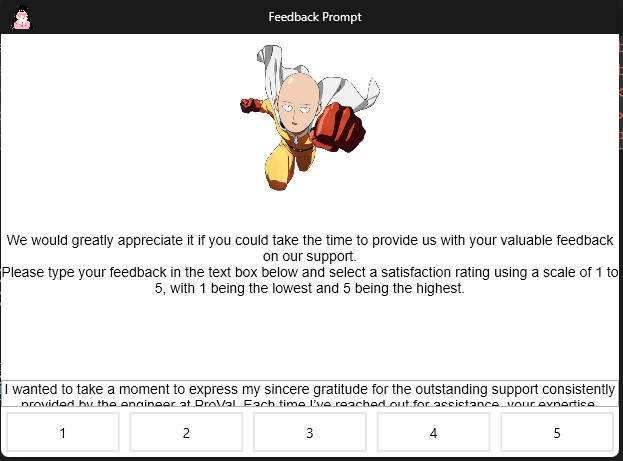 Feedback Prompt
We would greatly appreciate it if you could take the time to provide us with your valuable feedback
on our support.
Please type your feedback in the text box below and select a satisfaction rating using a scale of 1 to
5, with 1 being the lowest and 5 being the highest.
I wanted to take a moment to express my sincere gratitude for the outstanding support consistently
provided by the engineer at ProVal. Each time I've reached out for assistance, your expertise,
1 2 3 4 5